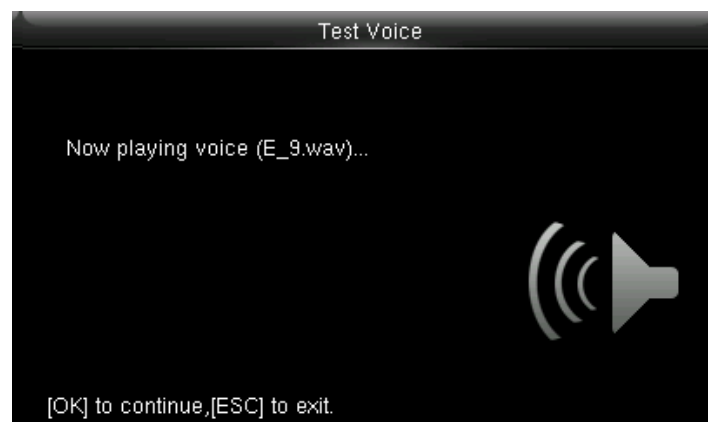 Test Voice
Now playing voice (E_9.wav)...
[OK] to continue,[ESC] to exit.